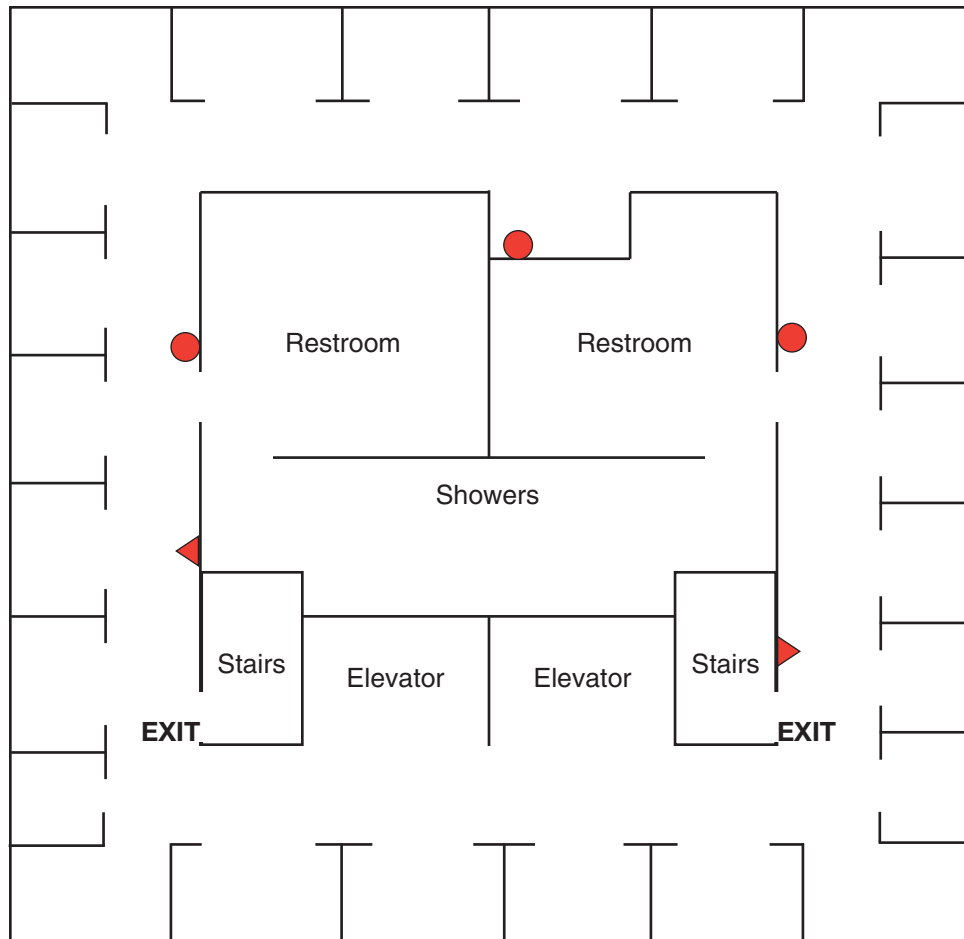 Restroom
Restroom
Showers
Stairs
Elevator
Elevator
Stairs
EXIT
EXIT